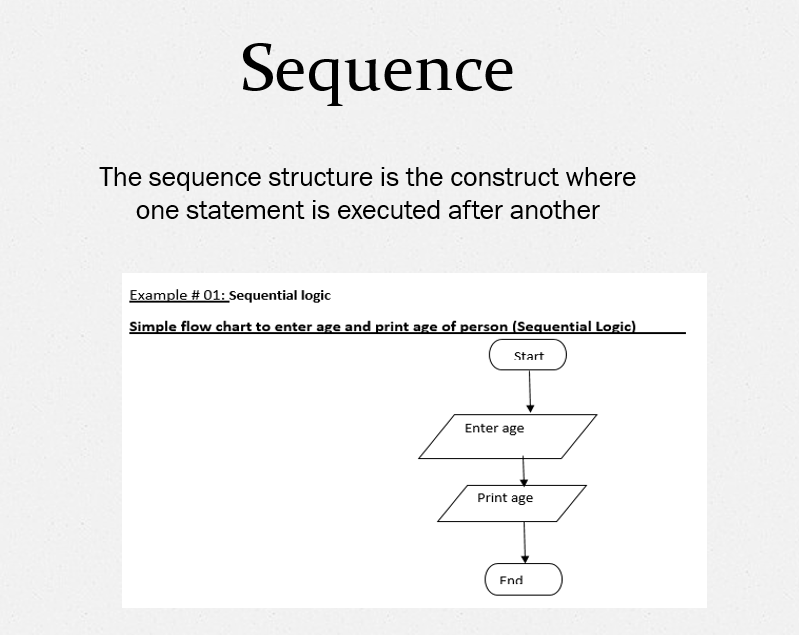 Sequence
The sequence structure is the construct where
one statement is executed after another
Example # 01: Sequential logic
Simple flow chart to enter age and print age of person (Sequential Logic)
Start
Enter age
Print age
End